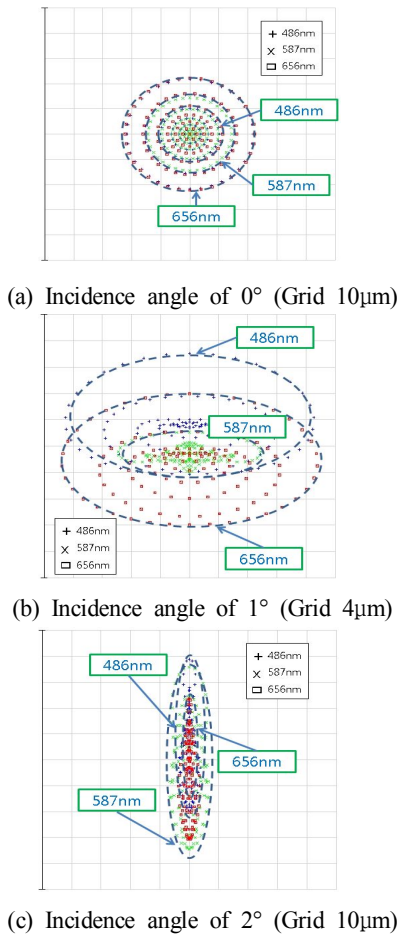 + 486nm
× 587nm
□ 656nm
486nm
587nm
656nm
(a) Incidence angle of 0° (Grid 10μm)
486nm
587nm
+ 486nm
× 587nm
□ 656nm
656nm
(b) Incidence angle of 1° (Grid 4μm)
+ 486nm
× 587nm
□ 656nm
486nm
656nm
587nm
(c) Incidence angle of 2° (Grid 10μm)